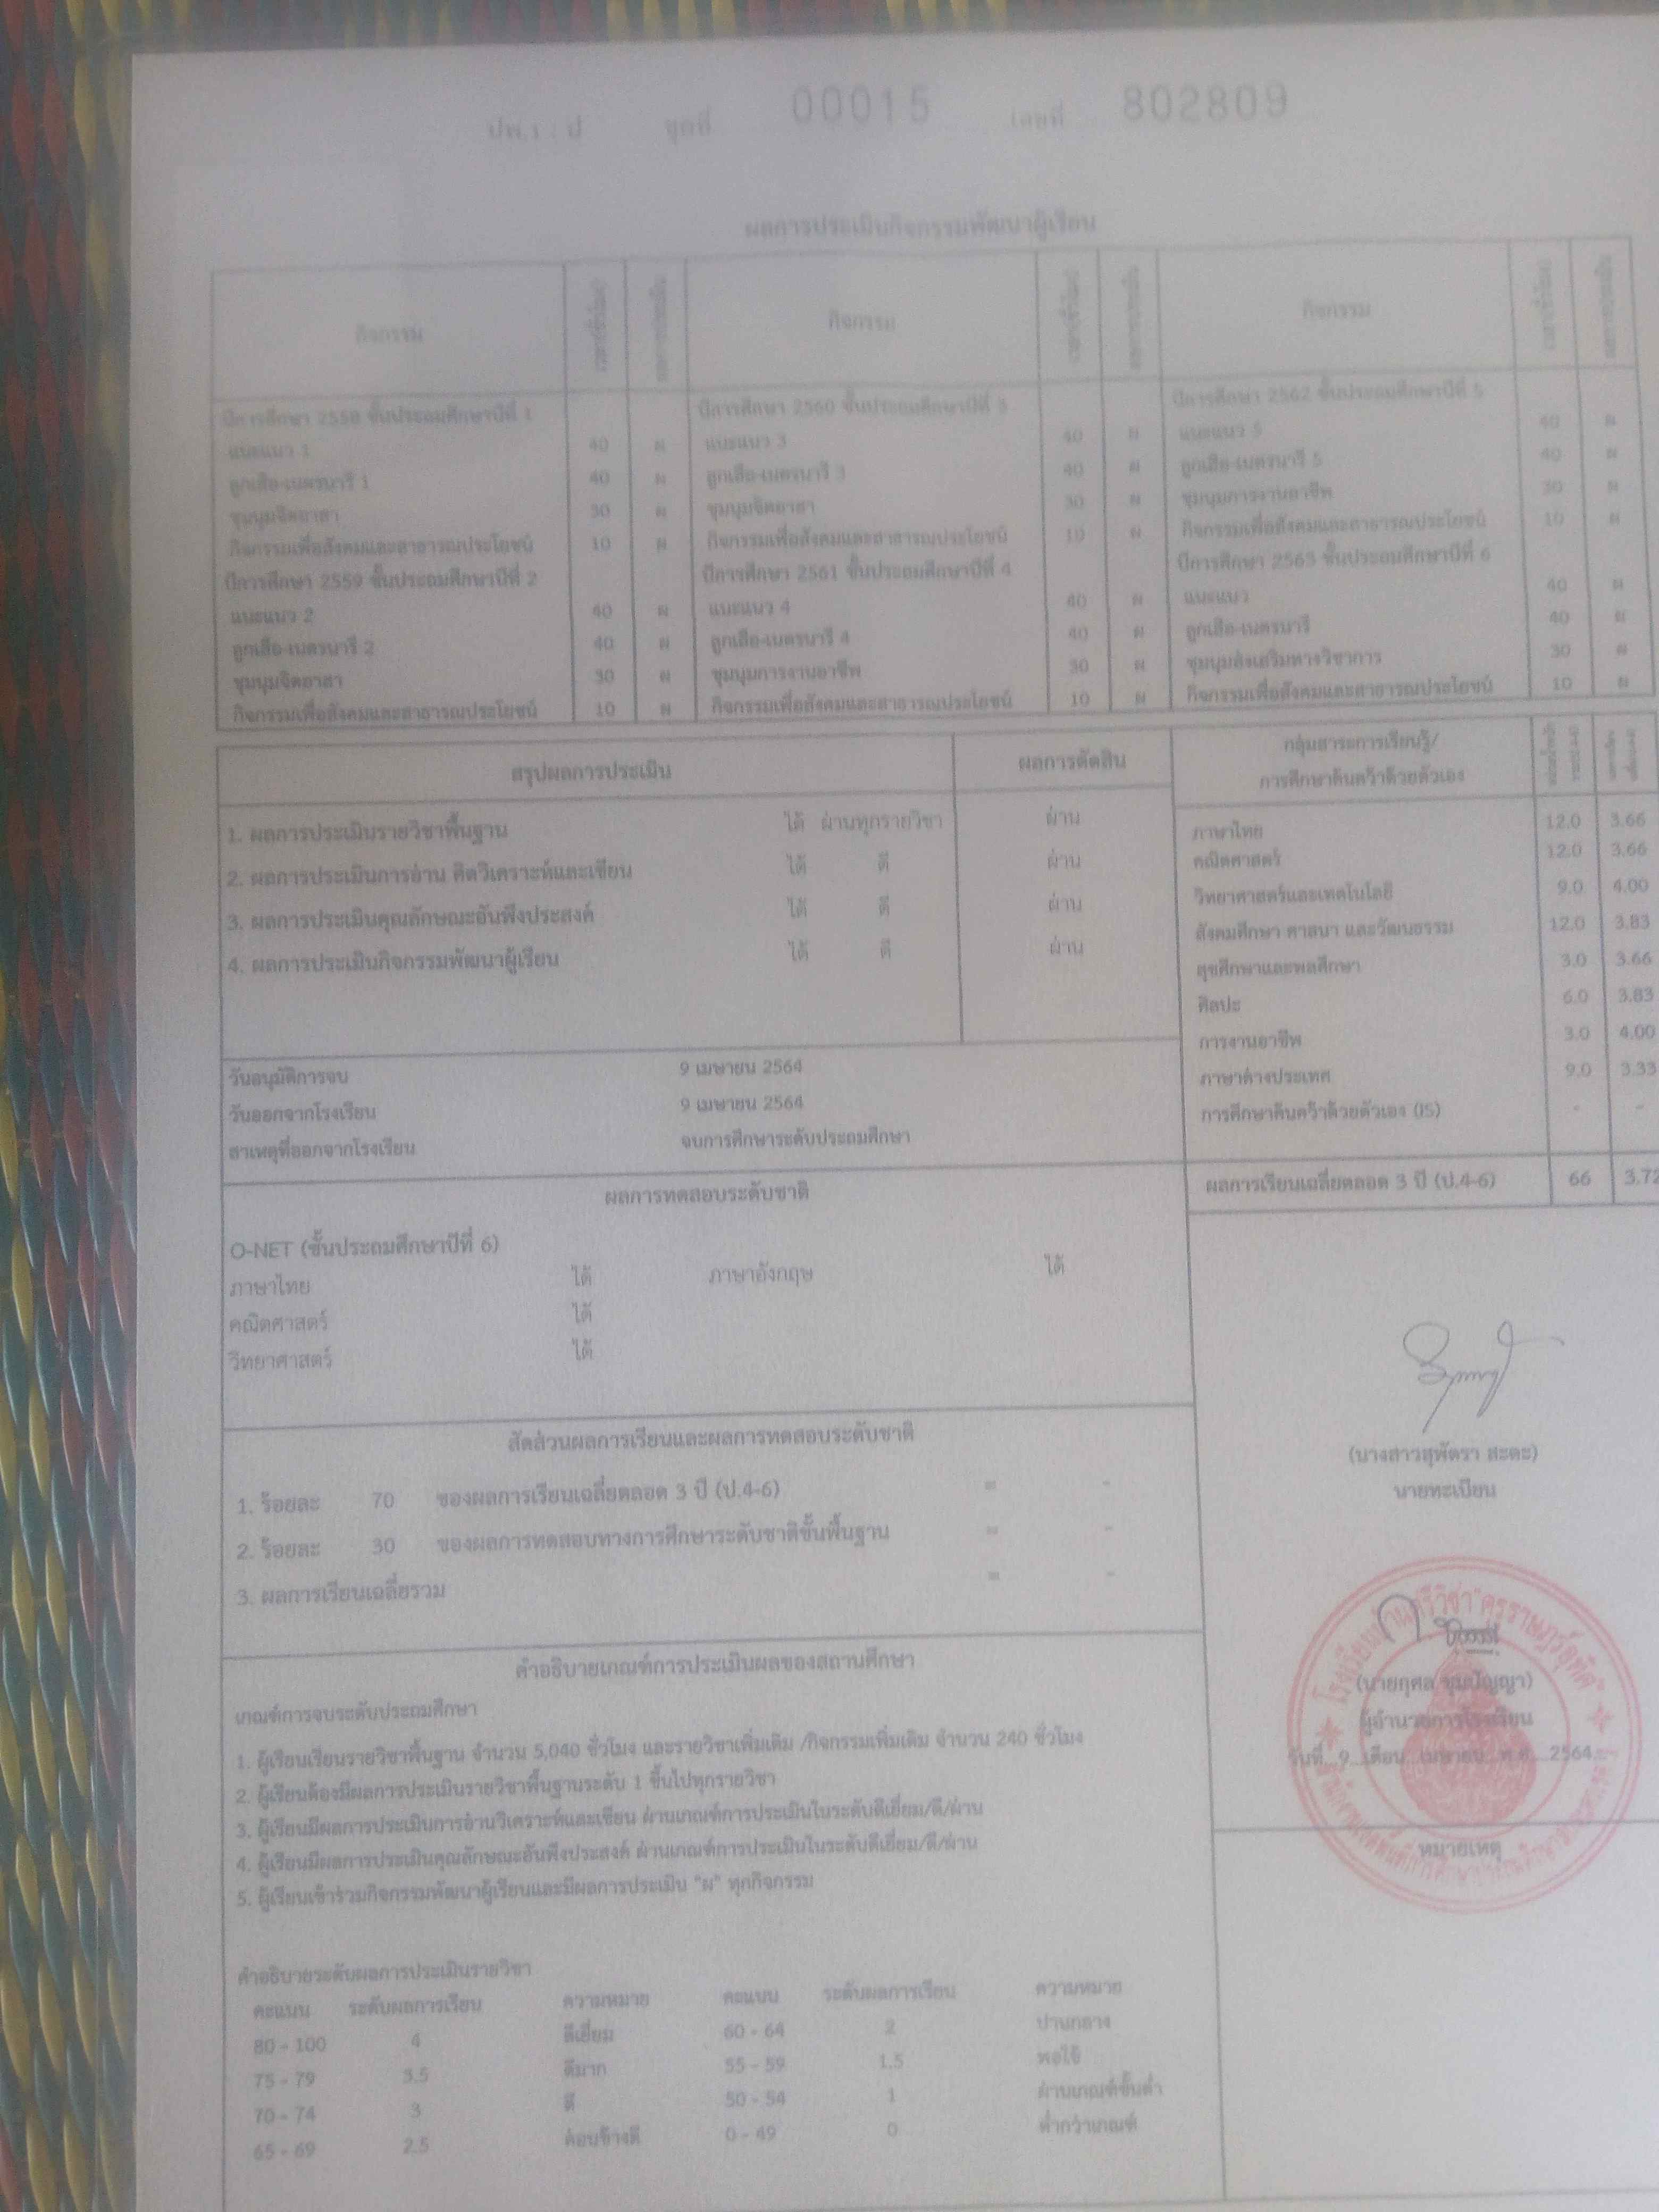 ปพ.1 : ป ชุดที่ 00015 เลขที่ 802809
ผลการประเมินกิจกรรมพัฒนาผู้เรียน
กิจกรรม กิจกรรม กิจกรรม
ปีการศึกษา 2558 ชั้นประถมศึกษาปีที่ 1
แนะแนว 1 40 ผ
ลูกเสือ-เนตรนารี 1 40 ผ
ชุมนุมจิตอาสา 30 ผ
กิจกรรมเพื่อสังคมและสาธารณประโยชน์ 10 ผ
ปีการศึกษา 2559 ชั้นประถมศึกษาปีที่ 2
แนะแนว 2 40 ผ
ลูกเสือ-เนตรนารี 2 40 ผ
ชุมนุมจิตอาสา 30 ผ
กิจกรรมเพื่อสังคมและสาธารณประโยชน์ 10 ผ
ปีการศึกษา 2560 ชั้นประถมศึกษาปีที่ 3
แนะแนว 3 40 ผ
ลูกเสือ-เนตรนารี 3 40 ผ
ชุมนุมจิตอาสา 30 ผ
กิจกรรมเพื่อสังคมและสาธารณประโยชน์ 10 ผ
ปีการศึกษา 2561 ชั้นประถมศึกษาปีที่ 4
แนะแนว 4 40 ผ
ลูกเสือ-เนตรนารี 4 40 ผ
ชุมนุมการงานอาชีพ 30 ผ
กิจกรรมเพื่อสังคมและสาธารณประโยชน์ 10 ผ
ปีการศึกษา 2562 ชั้นประถมศึกษาปีที่ 5
แนะแนว 5 40 ผ
ลูกเสือ-เนตรนารี 5 40 ผ
ชุมนุมการงานอาชีพ 30 ผ
กิจกรรมเพื่อสังคมและสาธารณประโยชน์ 10 ผ
ปีการศึกษา 2563 ชั้นประถมศึกษาปีที่ 6
แนะแนว 40 ผ
ลูกเสือ-เนตรนารี 40 ผ
ชุมนุมส่งเสริมทางวิชาการ 30 ผ
กิจกรรมเพื่อสังคมและสาธารณประโยชน์ 10 ผ
สรุปผลการประเมิน ผลการตัดสิน
1. ผลการประเมินรายวิชาพื้นฐาน ได้ ผ่านทุกรายวิชา ผ่าน
2. ผลการประเมินการอ่าน คิดวิเคราะห์และเขียน ได้ ดี ผ่าน
3. ผลการประเมินคุณลักษณะอันพึงประสงค์ ได้ ดี ผ่าน
4. ผลการประเมินกิจกรรมพัฒนาผู้เรียน ได้ ดี ผ่าน
วันอนุมัติการจบ 9 เมษายน 2564
วันออกจากโรงเรียน 9 เมษายน 2564
สาเหตุที่ออกจากโรงเรียน จบการศึกษาระดับประถมศึกษา
กลุ่มสาระการเรียนรู้/
การศึกษาค้นคว้าด้วยตัวเอง
ภาษาไทย 12.0 3.66
คณิตศาสตร์ 12.0 3.66
วิทยาศาสตร์และเทคโนโลยี 9.0 4.00
สังคมศึกษา ศาสนา และวัฒนธรรม 12.0 3.83
สุขศึกษาและพลศึกษา 3.0 3.66
ศิลปะ 6.0 3.83
การงานอาชีพ 3.0 4.00
ภาษาต่างประเทศ 9.0 3.33
การศึกษาค้นคว้าด้วยตัวเอง (IS) - -
ผลการเรียนเฉลี่ยตลอด 3 ปี (ป.4-6) 66 3.72
ผลการทดสอบระดับชาติ
O-NET (ชั้นประถมศึกษาปีที่ 6)
ภาษาไทย ได้ ภาษาอังกฤษ ได้
คณิตศาสตร์ ได้
วิทยาศาสตร์ ได้
สัดส่วนผลการเรียนและผลการทดสอบระดับชาติ
1. ร้อยละ 70 ของผลการเรียนเฉลี่ยตลอด 3 ปี (ป.4-6) = -
2. ร้อยละ 30 ของผลการทดสอบทางการศึกษาระดับชาติขั้นพื้นฐาน = -
3. ผลการเรียนเฉลี่ยรวม = -
(นางสาวสุพัตรา สะตะ)
นายทะเบียน
(นายกุศล ชุมปัญญา)
ผู้อำนวยการโรงเรียน
วันที่ 9 เดือน เมษายน พ.ศ. 2564
หมายเหตุ
คำอธิบายเกณฑ์การประเมินผลของสถานศึกษา
เกณฑ์การจบระดับประถมศึกษา
1. ผู้เรียนเรียนรายวิชาพื้นฐาน จำนวน 5,040 ชั่วโมง และรายวิชาเพิ่มเติม /กิจกรรมเพิ่มเติม จำนวน 240 ชั่วโมง
2. ผู้เรียนต้องมีผลการประเมินรายวิชาพื้นฐานระดับ 1 ขึ้นไปทุกรายวิชา
3. ผู้เรียนมีผลการประเมินการอ่านวิเคราะห์และเขียน ผ่านเกณฑ์การประเมินในระดับดีเยี่ยม/ดี/ผ่าน
4. ผู้เรียนมีผลการประเมินคุณลักษณะอันพึงประสงค์ ผ่านเกณฑ์การประเมินในระดับดีเยี่ยม/ดี/ผ่าน
5. ผู้เรียนเข้าร่วมกิจกรรมพัฒนาผู้เรียนและมีผลการประเมิน "ผ" ทุกกิจกรรม
คำอธิบายระดับผลการประเมินรายวิชา
คะแนน ระดับผลการเรียน ความหมาย คะแนน ระดับผลการเรียน ความหมาย
80 - 100 4 ดีเยี่ยม 60 - 64 2 ปานกลาง
75 - 79 3.5 ดีมาก 55 - 59 1.5 พอใช้
70 - 74 3 ดี 50 - 54 1 ผ่านเกณฑ์ขั้นต่ำ
65 - 69 2.5 ค่อนข้างดี 0 - 49 0 ต่ำกว่าเกณฑ์